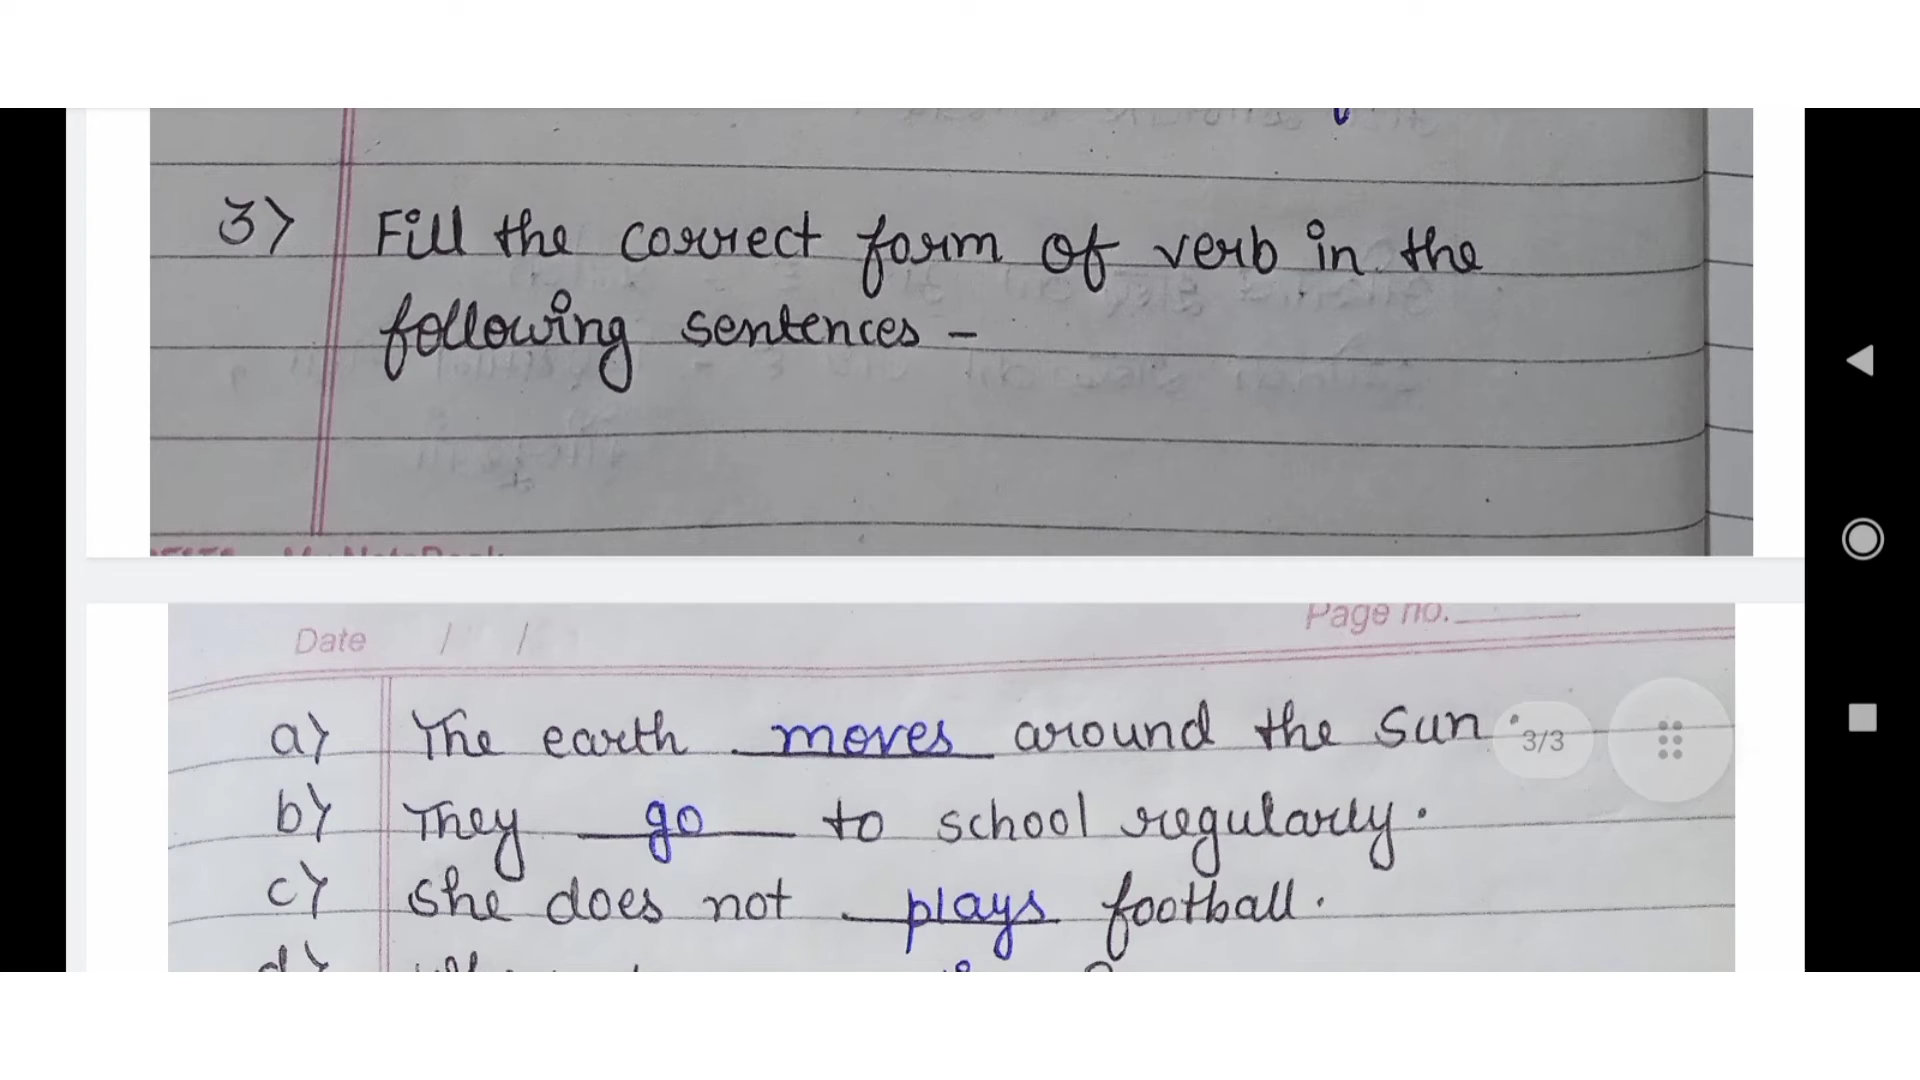 3) Fill the correct form of verb in the
following sentences -
Date / /
Page no.
a) The earth moves around the sun.
3/3
b) They go to school regularly.
c) She does not plays football.
d)